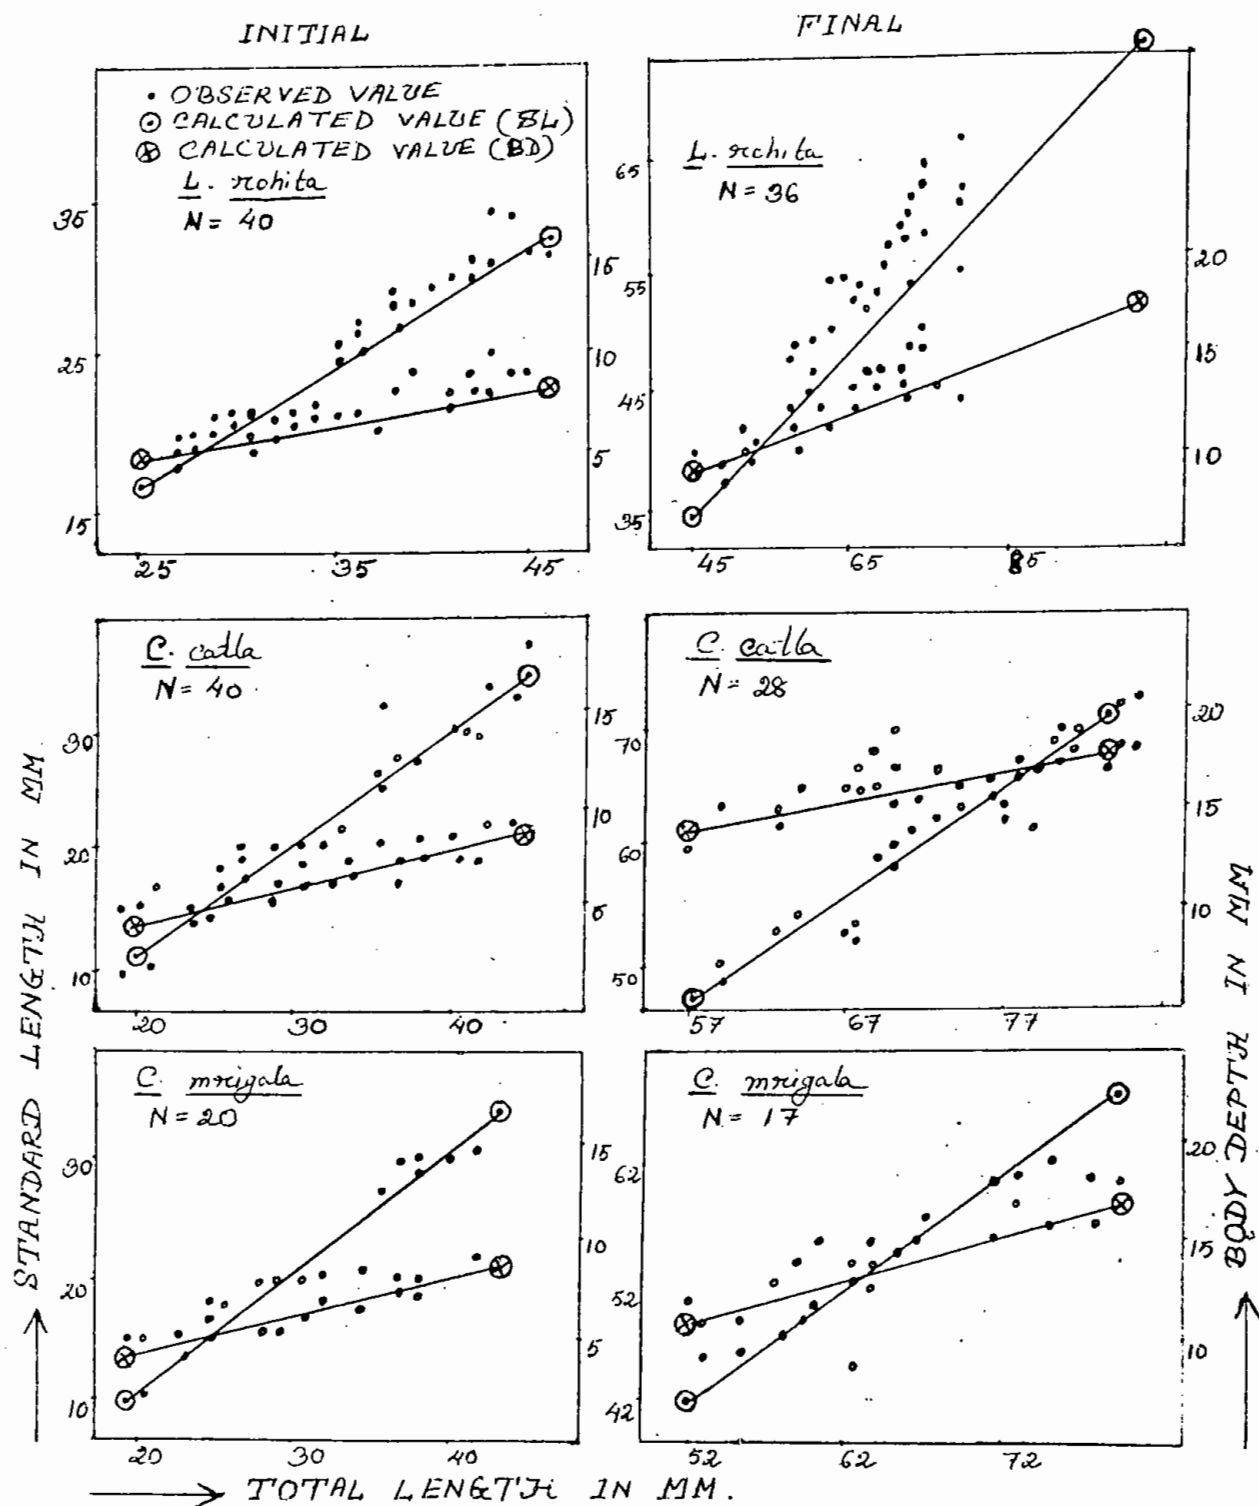 INITIAL
FINAL
• OBSERVED VALUE
⊙ CALCULATED VALUE (SL)
⊗ CALCULATED VALUE (BD)
L. rohita
N = 40
35
25
15
15
10
5
25 35 45
L. rohita
N = 36
65
55
45
35
20
15
10
45 65 85
C. catla
N = 40
30
20
10
15
10
5
20 30 40
C. catla
N = 28
70
60
50
20
15
10
57 67 77
C. mrigala
N = 20
30
20
10
15
10
5
20 30 40
C. mrigala
N = 17
62
52
42
20
15
10
52 62 72
STANDARD LENGTH IN MM
BODY DEPTH IN MM
TOTAL LENGTH IN MM.